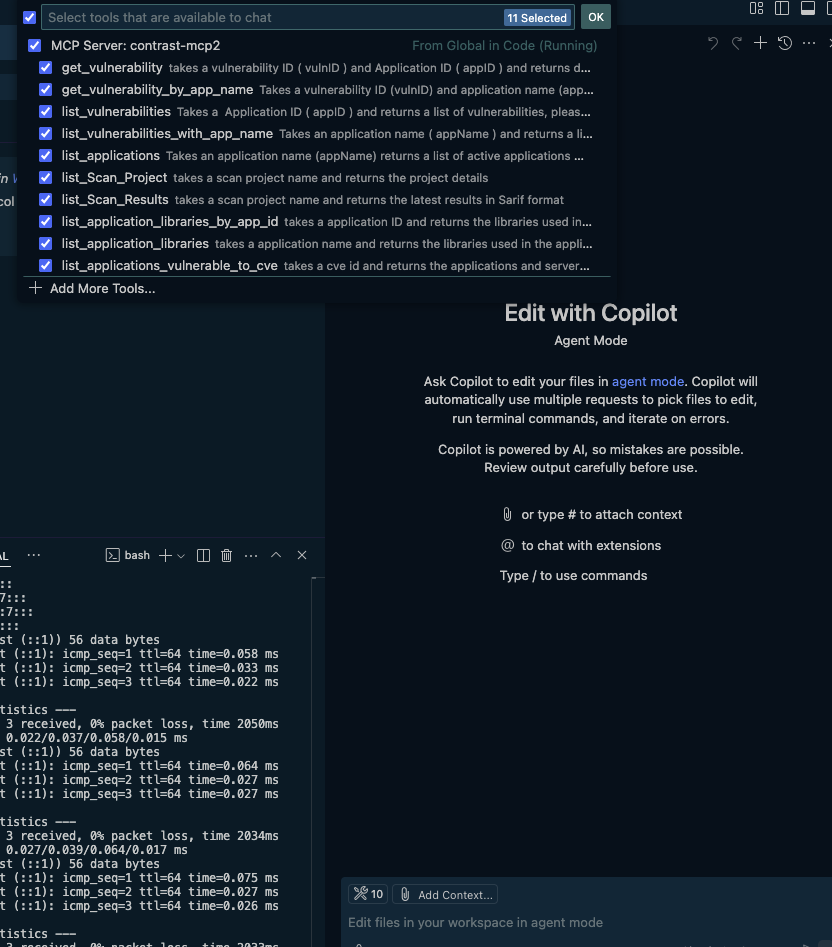 Select tools that are available to chat
11 Selected
OK
MCP Server: contrast-mcp2
From Global in Code (Running)
get_vulnerability takes a vulnerability ID ( vulnID ) and Application ID ( appID ) and returns d...
get_vulnerability_by_app_name Takes a vulnerability ID (vulnID) and application name (app...
list_vulnerabilities Takes a Application ID ( appID ) and returns a list of vulnerabilities, pleas...
list_vulnerabilities_with_app_name Takes an application name ( appName ) and returns a li...
list_applications Takes an application name (appName) returns a list of active applications ...
list_Scan_Project takes a scan project name and returns the project details
list_Scan_Results takes a scan project name and returns the latest results in Sarif format
list_application_libraries_by_app_id takes a application ID and returns the libraries used in...
list_application_libraries takes a application name and returns the libraries used in the appli...
list_applications_vulnerable_to_cve takes a cve id and returns the applications and server...
Add More Tools...
in
col
Edit with Copilot
Agent Mode
Ask Copilot to edit your files in agent mode. Copilot will
automatically use multiple requests to pick files to edit,
run terminal commands, and iterate on errors.
Copilot is powered by AI, so mistakes are possible.
Review output carefully before use.
or type # to attach context
@ to chat with extensions
Type / to use commands
AL
...
bash
::
7:::
:7:::
:::
st (::1)) 56 data bytes
t (::1): icmp_seq=1 ttl=64 time=0.058 ms
t (::1): icmp_seq=2 ttl=64 time=0.033 ms
t (::1): icmp_seq=3 ttl=64 time=0.022 ms
tistics ---
3 received, 0% packet loss, time 2050ms
0.022/0.037/0.058/0.015 ms
st (::1)) 56 data bytes
t (::1): icmp_seq=1 ttl=64 time=0.064 ms
t (::1): icmp_seq=2 ttl=64 time=0.027 ms
t (::1): icmp_seq=3 ttl=64 time=0.027 ms
tistics ---
3 received, 0% packet loss, time 2034ms
0.027/0.039/0.064/0.017 ms
st (::1)) 56 data bytes
t (::1): icmp_seq=1 ttl=64 time=0.075 ms
t (::1): icmp_seq=2 ttl=64 time=0.027 ms
t (::1): icmp_seq=3 ttl=64 time=0.026 ms
tistics ---
3 received, 0% packet loss, time 2033ms
10
Add Context...
Edit files in your workspace in agent mode